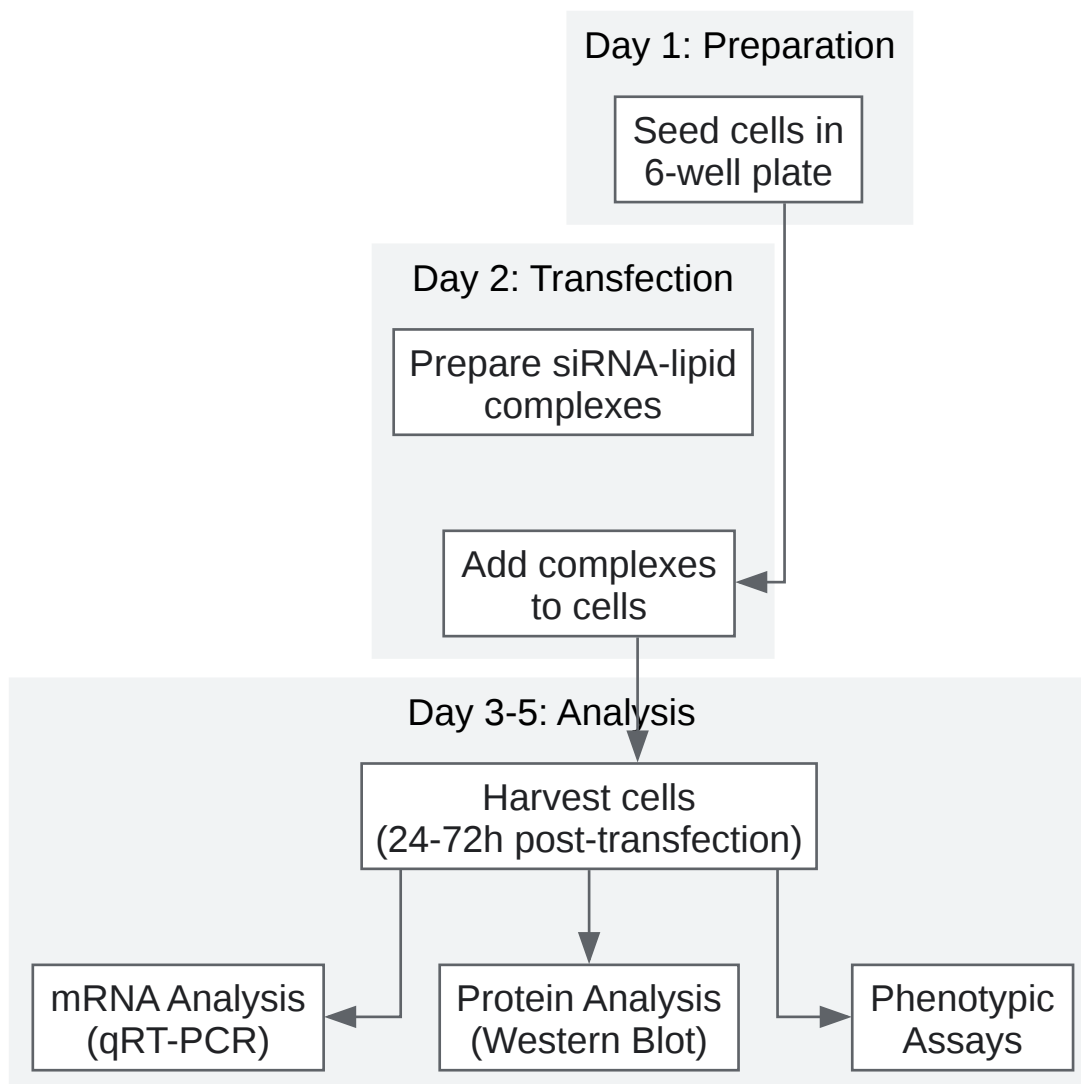 Day 1: Preparation
Seed cells in
6-well plate
Day 2: Transfection
Prepare siRNA-lipid
complexes
Add complexes
to cells
Day 3-5: Analysis
Harvest cells
(24-72h post-transfection)
mRNA Analysis
(qRT-PCR)
Protein Analysis
(Western Blot)
Phenotypic
Assays